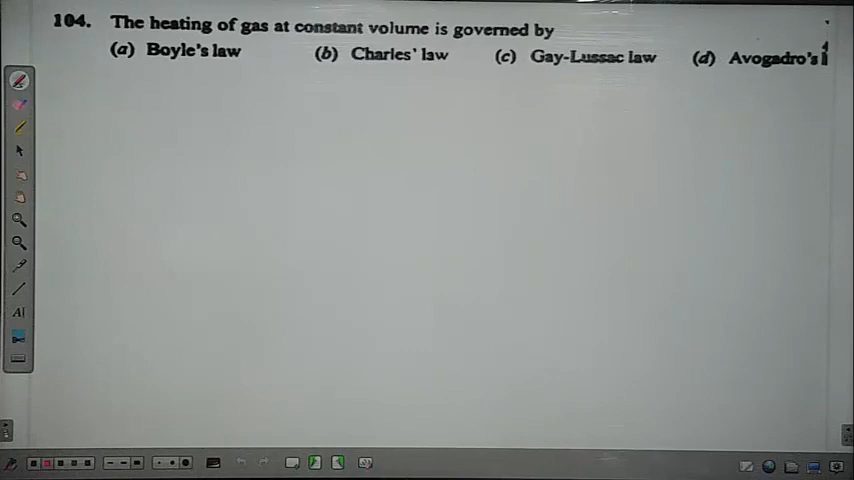 104. The heating of gas at constant volume is governed by
(a) Boyle's law (b) Charles' law (c) Gay-Lussac law (d) Avogadro's
AI